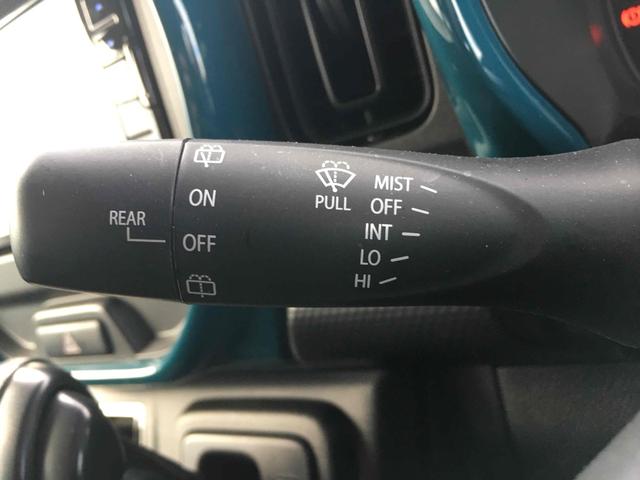 REAR
ON
OFF
PULL
MIST
OFF
INT
LO
HI